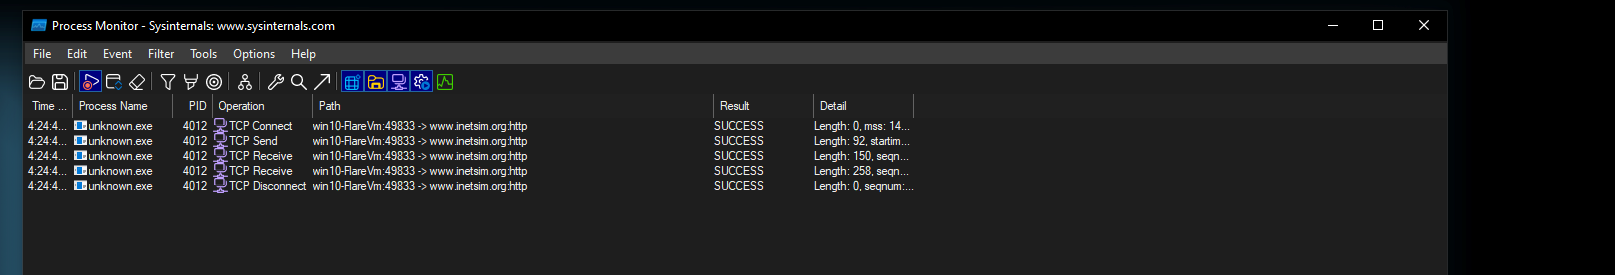 Process Monitor - Sysinternals: www.sysinternals.com
File Edit Event Filter Tools Options Help
Time ... Process Name PID Operation Path Result Detail
4:24:4... unknown.exe 4012 TCP Connect win10-FlareVm:49833 -> www.inetsim.org:http SUCCESS Length: 0, mss: 14...
4:24:4... unknown.exe 4012 TCP Send win10-FlareVm:49833 -> www.inetsim.org:http SUCCESS Length: 92, startim...
4:24:4... unknown.exe 4012 TCP Receive win10-FlareVm:49833 -> www.inetsim.org:http SUCCESS Length: 150, seqn...
4:24:4... unknown.exe 4012 TCP Receive win10-FlareVm:49833 -> www.inetsim.org:http SUCCESS Length: 258, seqn...
4:24:4... unknown.exe 4012 TCP Disconnect win10-FlareVm:49833 -> www.inetsim.org:http SUCCESS Length: 0, seqnum:...